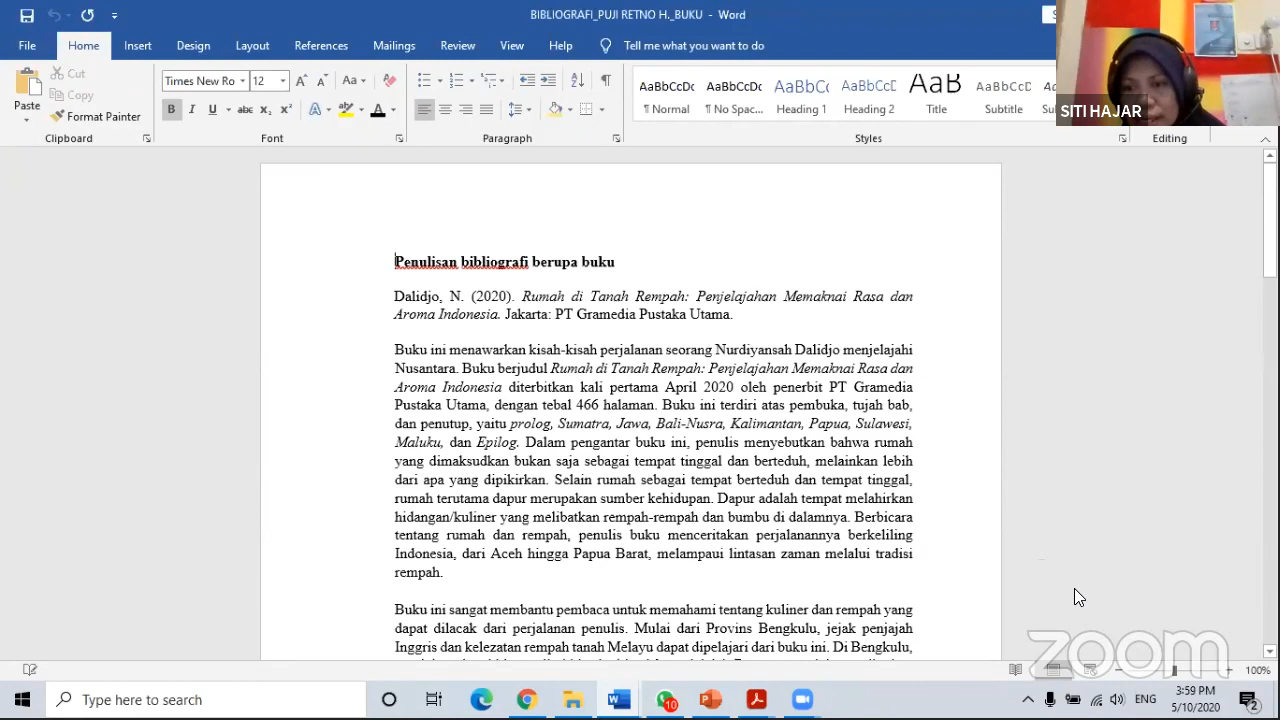 BIBLIOGRAFI_PUJI RETNO H._BUKU - Word
File Home Insert Design Layout References Mailings Review View Help Tell me what you want to do
Paste
Cut
Copy
Format Painter
Clipboard
Times New Ro 12
Aa
B I U abc X₂ X²
Font
Paragraph
AaBbCcDc AaBbCcDc AaBbC( AaBbCcD AaB AaBbCcD
¶ Normal ¶ No Spac... Heading 1 Heading 2 Title Subtitle
Styles
Editing
SITI HAJAR
Penulisan bibliografi berupa buku
Dalidjo, N. (2020). Rumah di Tanah Rempah: Penjelajahan Memaknai Rasa dan
Aroma Indonesia. Jakarta: PT Gramedia Pustaka Utama.
Buku ini menawarkan kisah-kisah perjalanan seorang Nurdiyansah Dalidjo menjelajahi
Nusantara. Buku berjudul Rumah di Tanah Rempah: Penjelajahan Memaknai Rasa dan
Aroma Indonesia diterbitkan kali pertama April 2020 oleh penerbit PT Gramedia
Pustaka Utama, dengan tebal 466 halaman. Buku ini terdiri atas pembuka, tujah bab,
dan penutup, yaitu prolog, Sumatra, Jawa, Bali-Nusra, Kalimantan, Papua, Sulawesi,
Maluku, dan Epilog. Dalam pengantar buku ini, penulis menyebutkan bahwa rumah
yang dimaksudkan bukan saja sebagai tempat tinggal dan berteduh, melainkan lebih
dari apa yang dipikirkan. Selain rumah sebagai tempat berteduh dan tempat tinggal,
rumah terutama dapur merupakan sumber kehidupan. Dapur adalah tempat melahirkan
hidangan/kuliner yang melibatkan rempah-rempah dan bumbu di dalamnya. Berbicara
tentang rumah dan rempah, penulis buku menceritakan perjalanannya berkeliling
Indonesia, dari Aceh hingga Papua Barat, melampaui lintasan zaman melalui tradisi
rempah.
Buku ini sangat membantu pembaca untuk memahami tentang kuliner dan rempah yang
dapat dilacak dari perjalanan penulis. Mulai dari Provins Bengkulu, jejak penjajah
Inggris dan kelezatan rempah tanah Melayu dapat dipelajari dari buku ini. Di Bengkulu,
zoom
100%
Type here to search
10
ENG
3:59 PM
5/10/2020
2